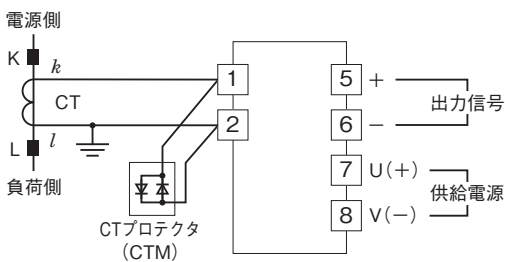 電源側
K
k
CT
L
l
負荷側
1
2
CTプロテクタ
(CTM)
5 +
6 −
出力信号
7 U(+)
8 V(−)
供給電源